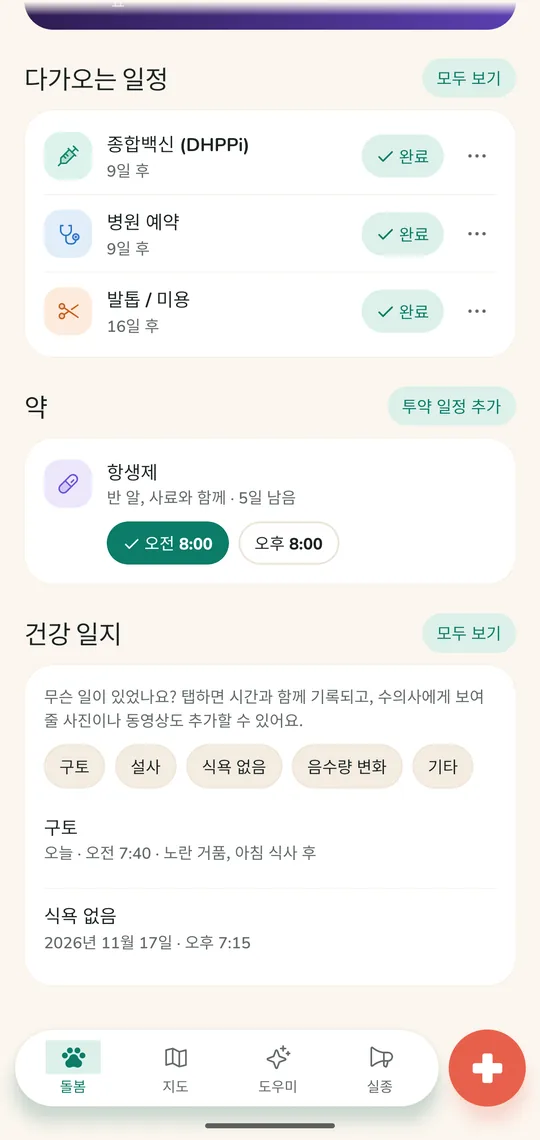 다가오는 일정
모두 보기
종합백신 (DHPPi)
9일 후
완료
병원 예약
9일 후
완료
발톱 / 미용
16일 후
완료
약
투약 일정 추가
항생제
반 알, 사료와 함께 · 5일 남음
오전 8:00
오후 8:00
건강 일지
모두 보기
무슨 일이 있었나요? 탭하면 시간과 함께 기록되고, 수의사에게 보여
줄 사진이나 동영상도 추가할 수 있어요.
구토
설사
식욕 없음
음수량 변화
기타
구토
오늘 · 오전 7:40 · 노란 거품, 아침 식사 후
식욕 없음
2026년 11월 17일 · 오후 7:15
돌봄
지도
도우미
실종